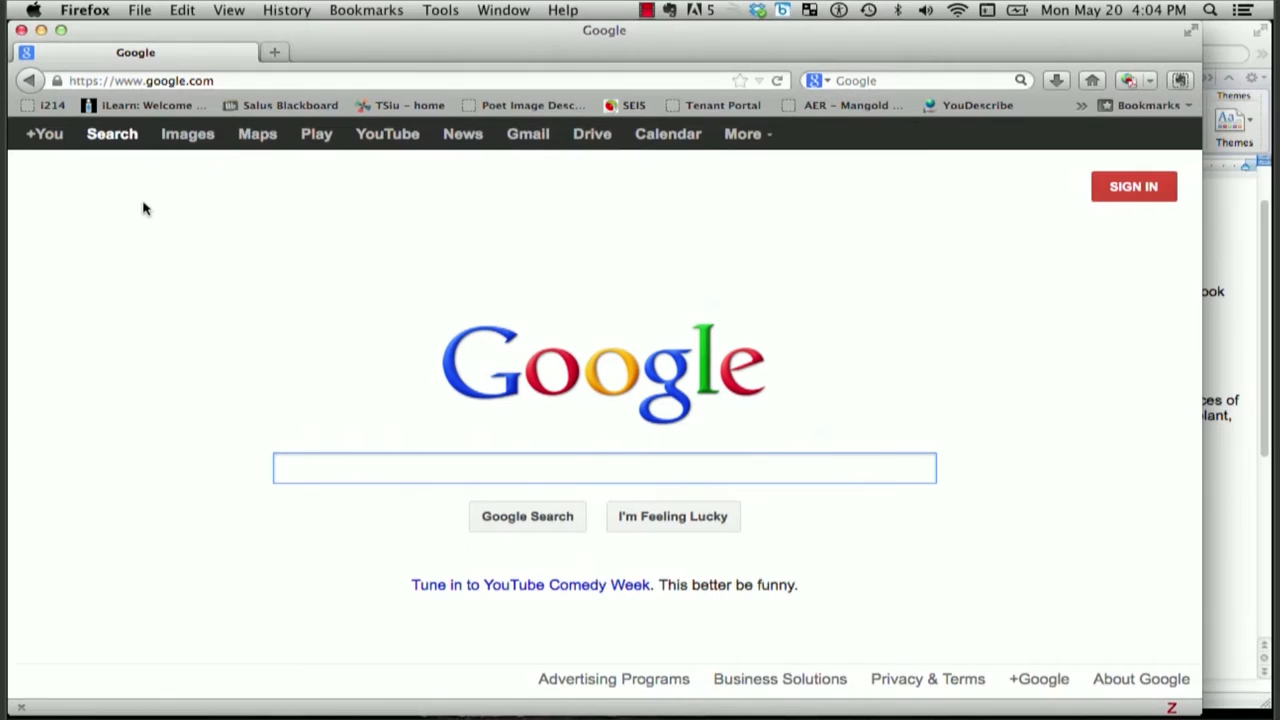 Firefox File Edit View History Bookmarks Tools Window Help 5 Mon May 20 4:04 PM
Google
Google
https://www.google.com Google
i214 iLearn: Welcome ... Salus Blackboard TSiu – home Poet Image Desc... SEIS Tenant Portal AER – Mangold ... YouDescribe Bookmarks
Themes
Themes
+You Search Images Maps Play YouTube News Gmail Drive Calendar More
SIGN IN
ook
Google
ces of
lant,
Google Search I'm Feeling Lucky
Tune in to YouTube Comedy Week. This better be funny.
Advertising Programs Business Solutions Privacy & Terms +Google About Google
Z